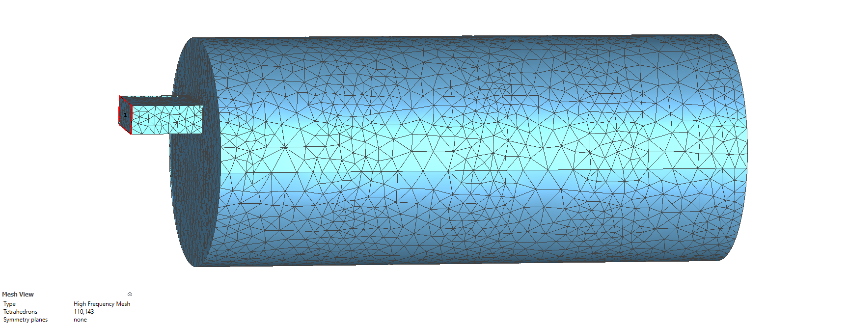 Mesh View
Type High Frequency Mesh
Tetrahedrons 110,143
Symmetry planes none